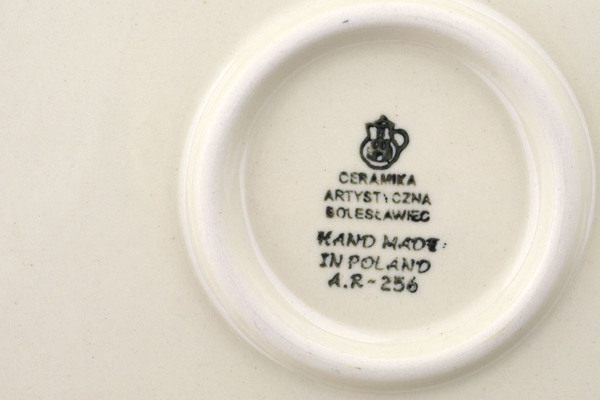 CERAMIKA
ARTYSTYCZNA
BOLESŁAWIEC
HAND MADE
IN POLAND
A.R-256